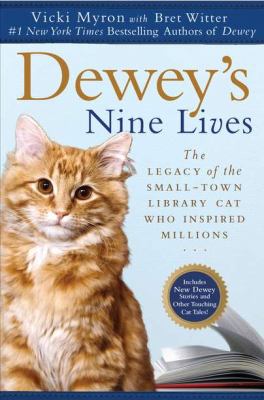 Vicki Myron with Bret Witter
#1 New York Times Bestselling Authors of Dewey
Dewey's
Nine Lives
The
LEGACY of the
SMALL-TOWN
LIBRARY CAT
WHO INSPIRED
MILLIONS
. . .
Includes
New Dewey
Stories and
Other Touching
Cat Tales!